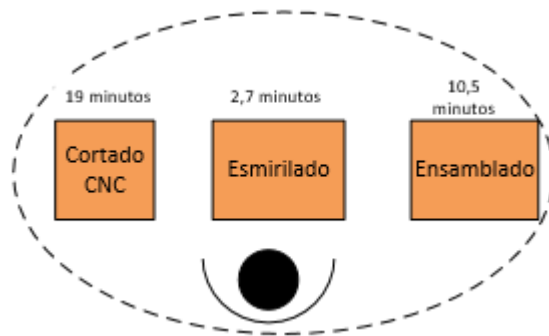 19 minutos
2,7 minutos
10,5
minutos
Cortado
CNC
Esmirilado
Ensamblado